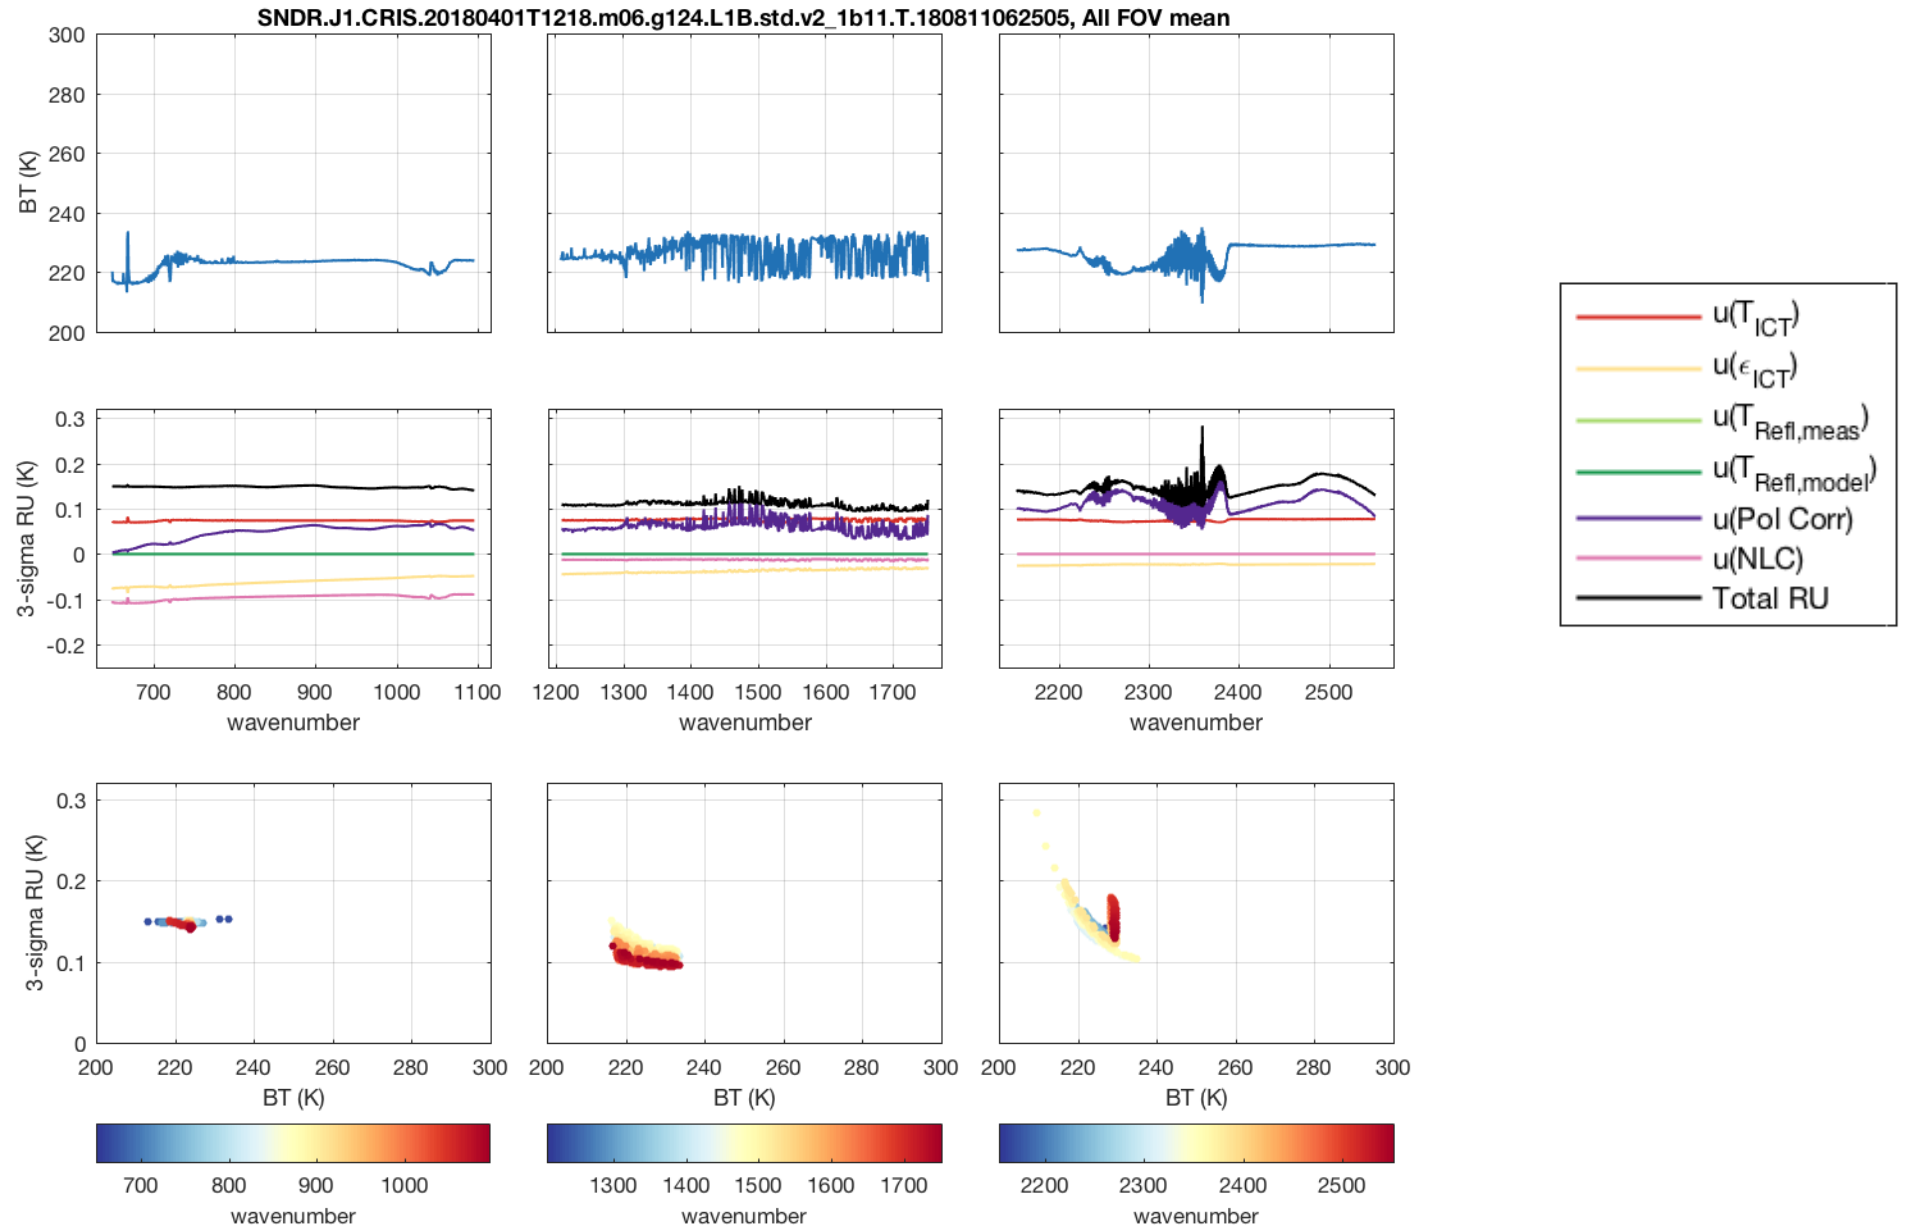 SNDR.J1.CRIS.20180401T1218.m06.g124.L1B.std.v2_1b11.T.180811062505, All FOV mean
300
280
260
240
220
200
BT (K)
0.3
0.2
0.1
0
-0.1
-0.2
3-sigma RU (K)
700 800 900 1000 1100
wavenumber
1200 1300 1400 1500 1600 1700
wavenumber
2200 2300 2400 2500
wavenumber
u(T_ICT)
u(ϵ_ICT)
u(T_Refl,meas)
u(T_Refl,model)
u(Pol Corr)
u(NLC)
Total RU
0.3
0.2
0.1
0
3-sigma RU (K)
200 220 240 260 280 300
BT (K)
200 220 240 260 280 300
BT (K)
200 220 240 260 280 300
BT (K)
700 800 900 1000
wavenumber
1300 1400 1500 1600 1700
wavenumber
2200 2300 2400 2500
wavenumber